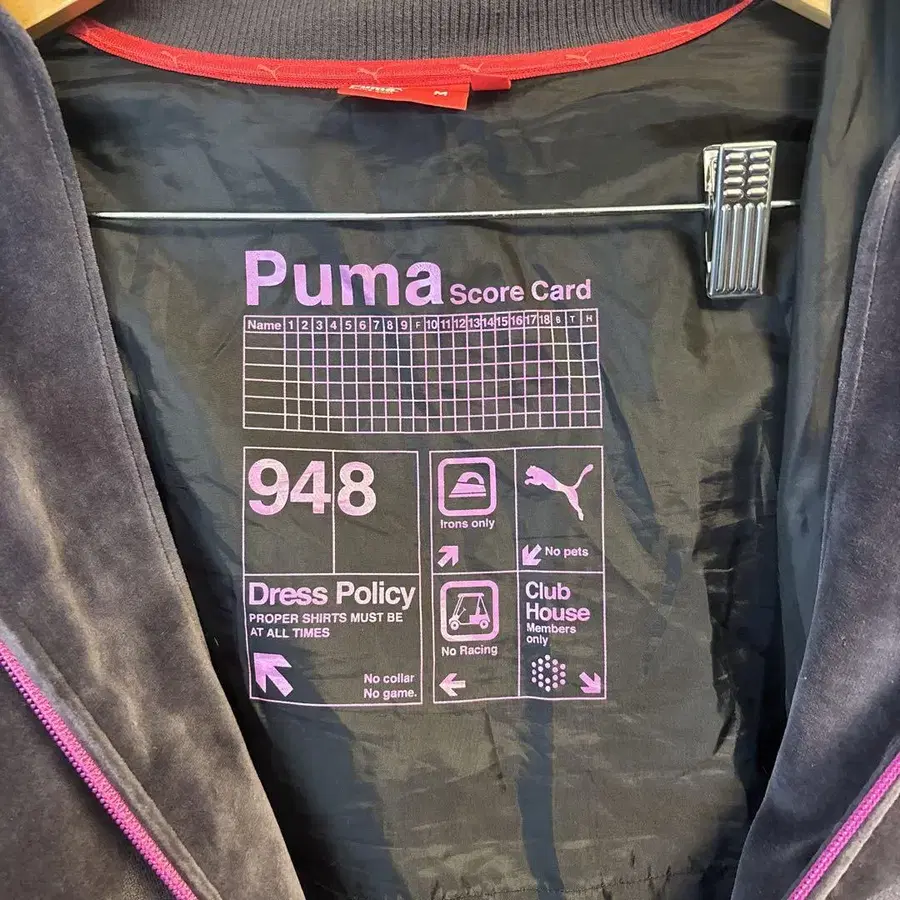 PUMA M
Puma Score Card
Name 1 2 3 4 5 6 7 8 9 F 10 11 12 13 14 15 16 17 18 B T H
948
Irons only
No pets
Dress Policy
PROPER SHIRTS MUST BE
AT ALL TIMES
No collar
No game.
No Racing
Club
House
Members
only